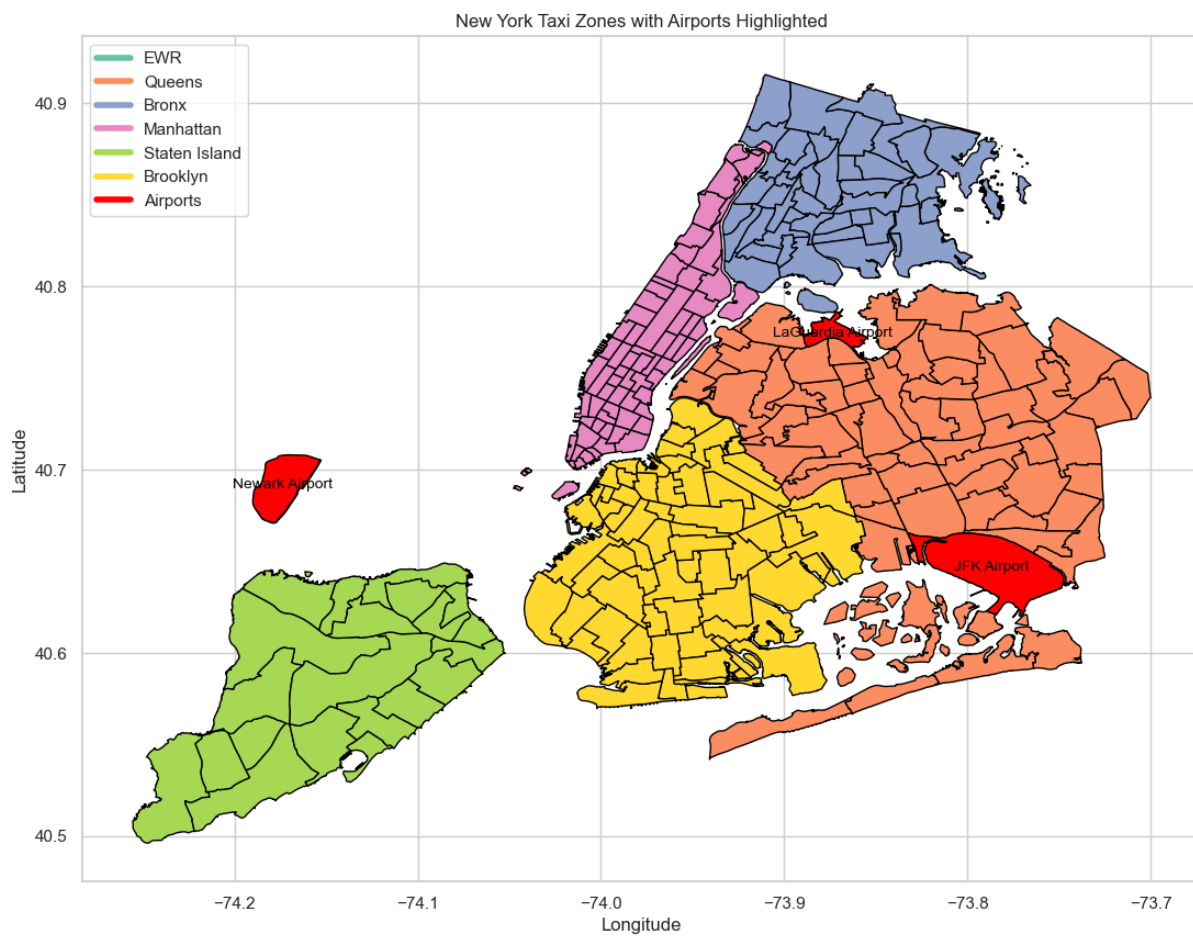 New York Taxi Zones with Airports Highlighted
EWR
Queens
Bronx
Manhattan
Staten Island
Brooklyn
Airports
40.9
40.8
40.7
40.6
40.5
Latitude
LaGuardia Airport
Newark Airport
JFK Airport
−74.2
−74.1
−74.0
−73.9
−73.8
−73.7
Longitude